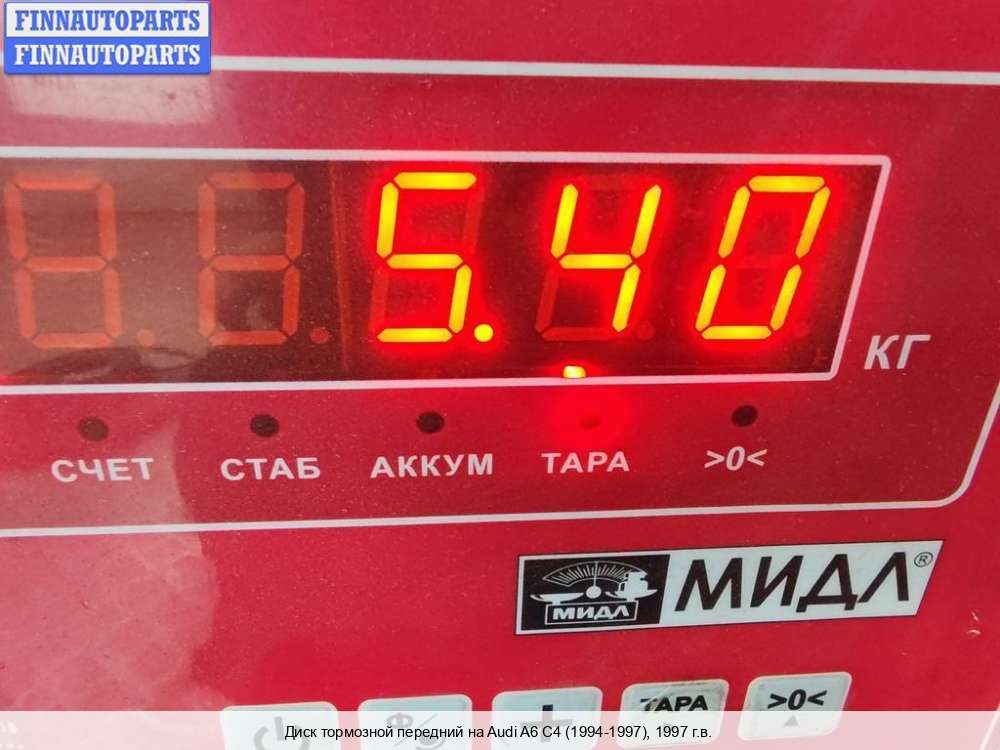 FINNAUTOPARTS
FINNAUTOPARTS
5.40
КГ
СЧЕТ СТАБ АККУМ ТАРА >0<
МИДЛ МИДЛ®
ТАРА >0<
Диск тормозной передний на Audi A6 C4 (1994-1997), 1997 г.в.